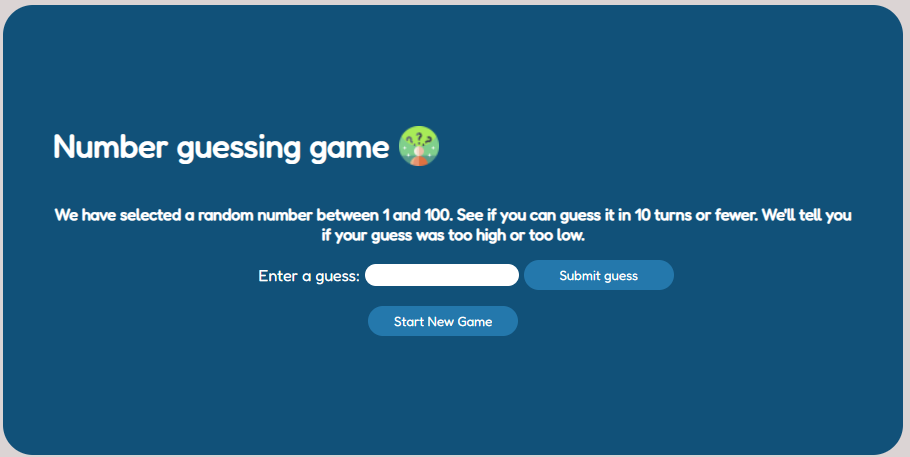 Number guessing game
We have selected a random number between 1 and 100. See if you can guess it in 10 turns or fewer. We'll tell you
if your guess was too high or too low.
Enter a guess: Submit guess
Start New Game